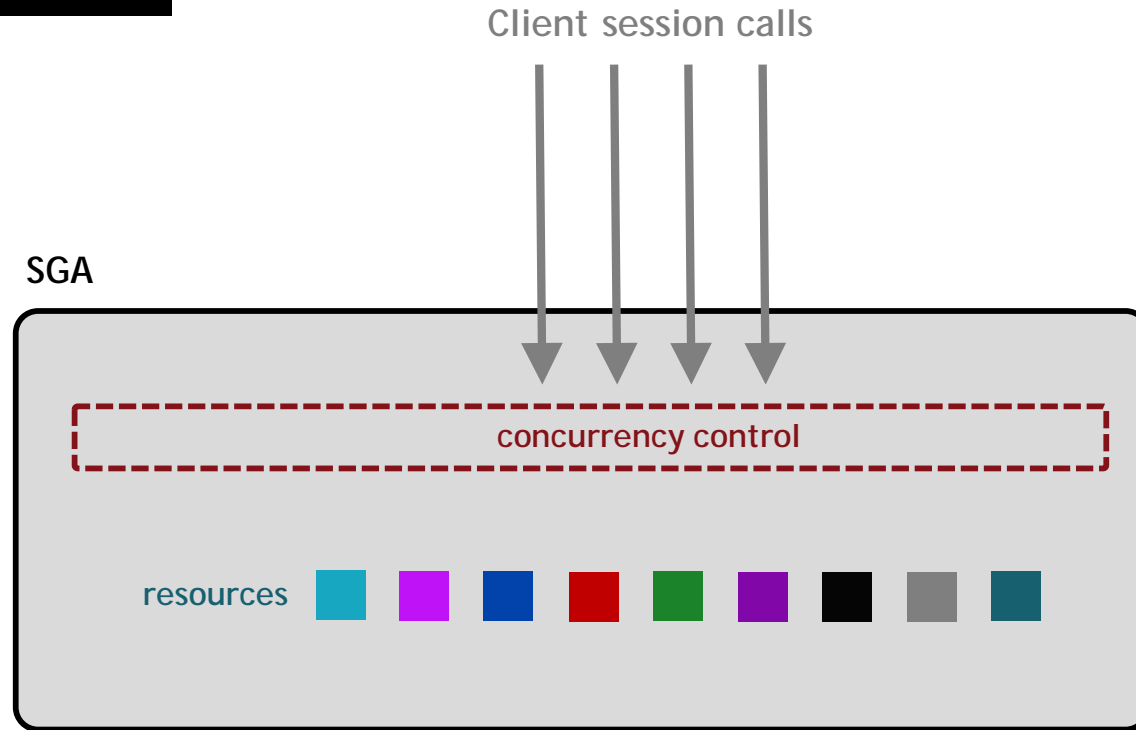 Client session calls
SGA
concurrency control
resources